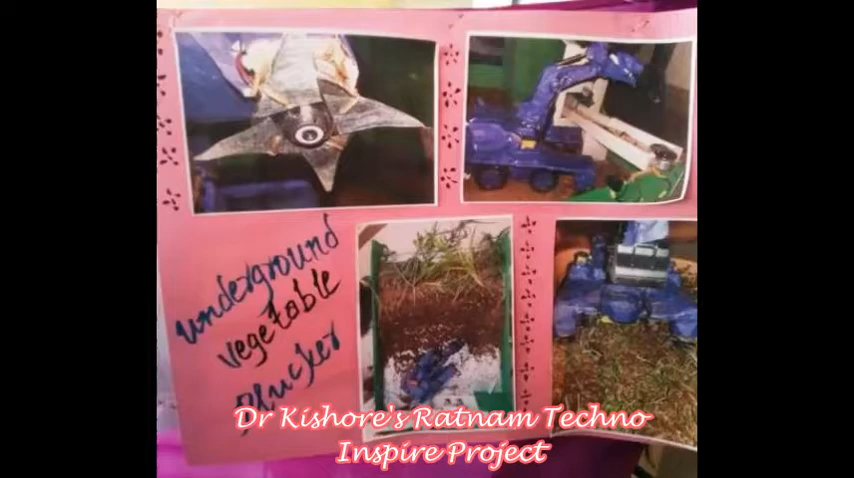 underground
vegetable
Plucker
Dr Kishore's Ratnam Techno
Inspire Project